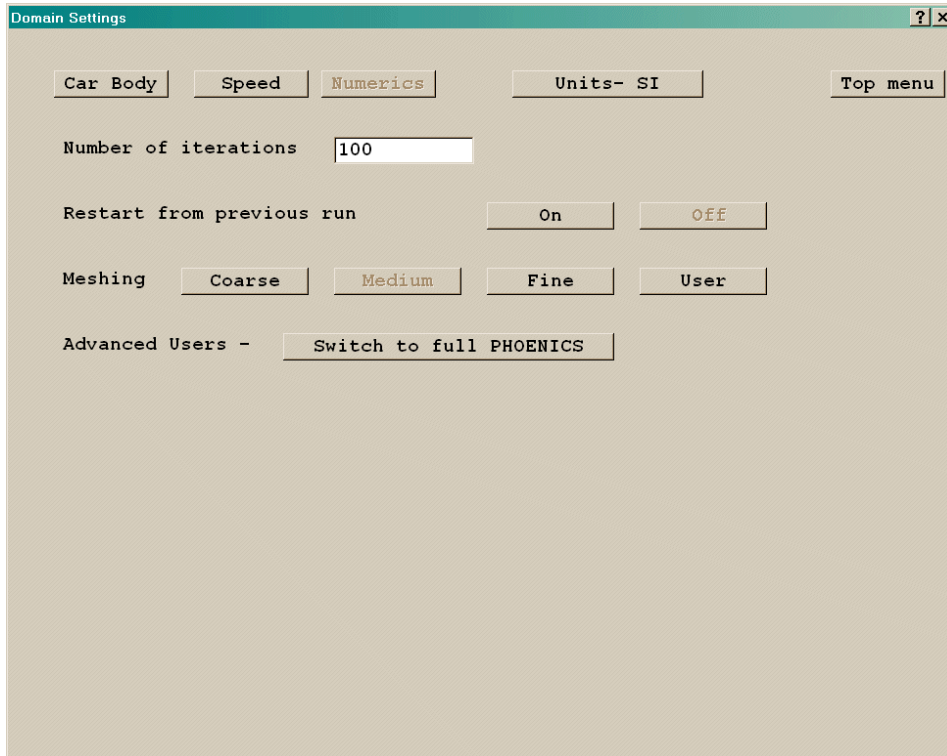 Domain Settings ? ×
Car Body Speed Numerics Units- SI Top menu
Number of iterations 100
Restart from previous run On Off
Meshing Coarse Medium Fine User
Advanced Users - Switch to full PHOENICS